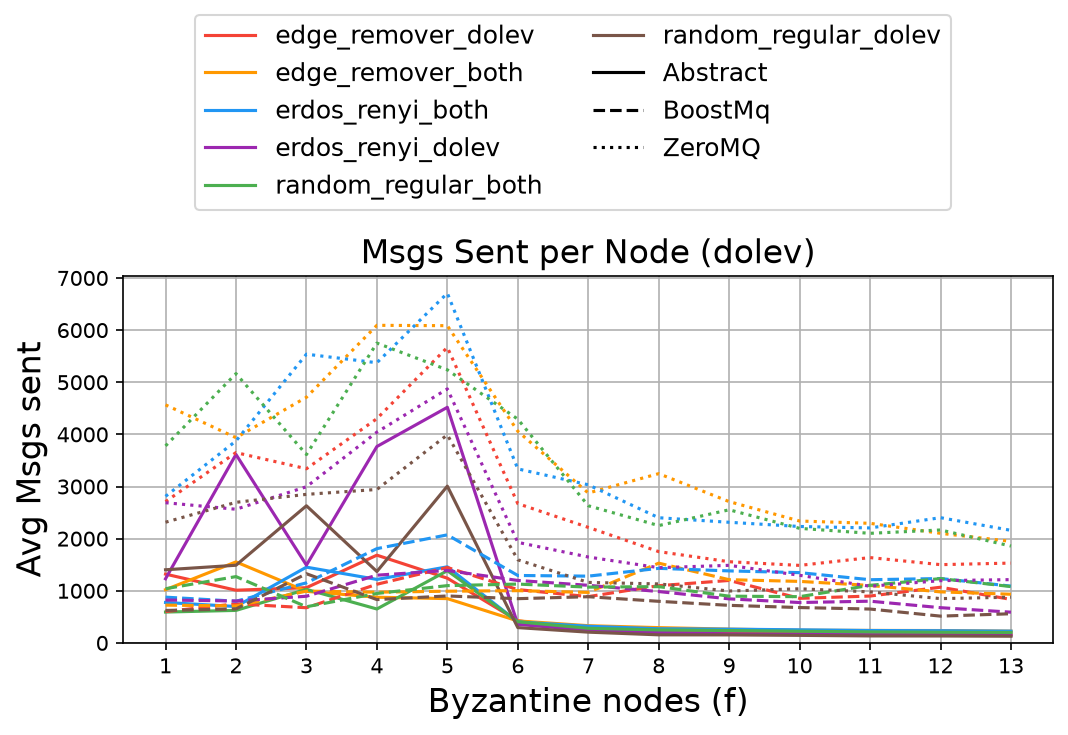 edge_remover_dolev
edge_remover_both
erdos_renyi_both
erdos_renyi_dolev
random_regular_both
random_regular_dolev
Abstract
BoostMq
ZeroMQ
Msgs Sent per Node (dolev)
Avg Msgs sent
7000
6000
5000
4000
3000
2000
1000
0
1 2 3 4 5 6 7 8 9 10 11 12 13
Byzantine nodes (f)